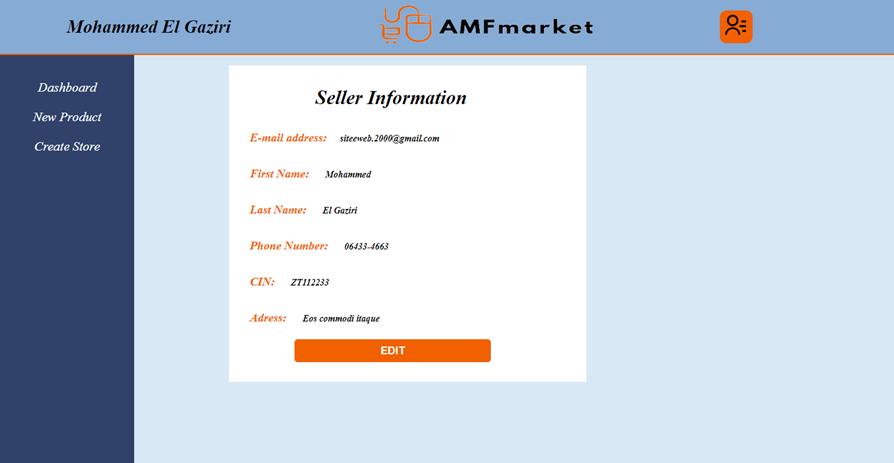 Mohammed El Gaziri
AMFmarket
Dashboard
New Product
Create Store
Seller Information
E-mail address: siteeweb.2000@gmail.com
First Name: Mohammed
Last Name: El Gaziri
Phone Number: 06433-4663
CIN: ZT112233
Adress: Eos commodi itaque
EDIT